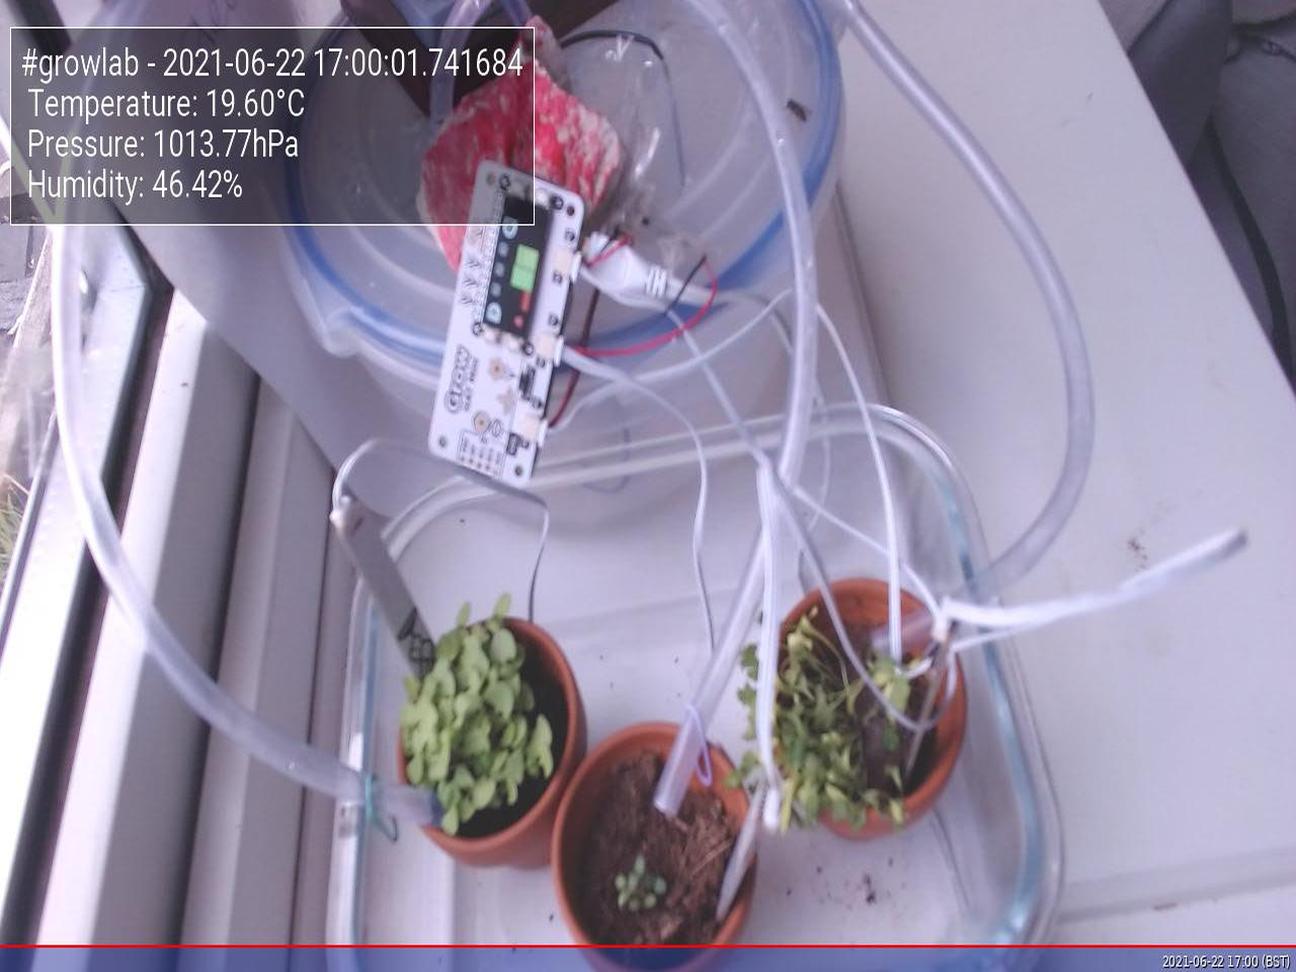 #growlab - 2021-06-22 17:00:01.741684
Temperature: 19.60°C
Pressure: 1013.77hPa
Humidity: 46.42%
GROW
2021-06-22 17:00 (BST)